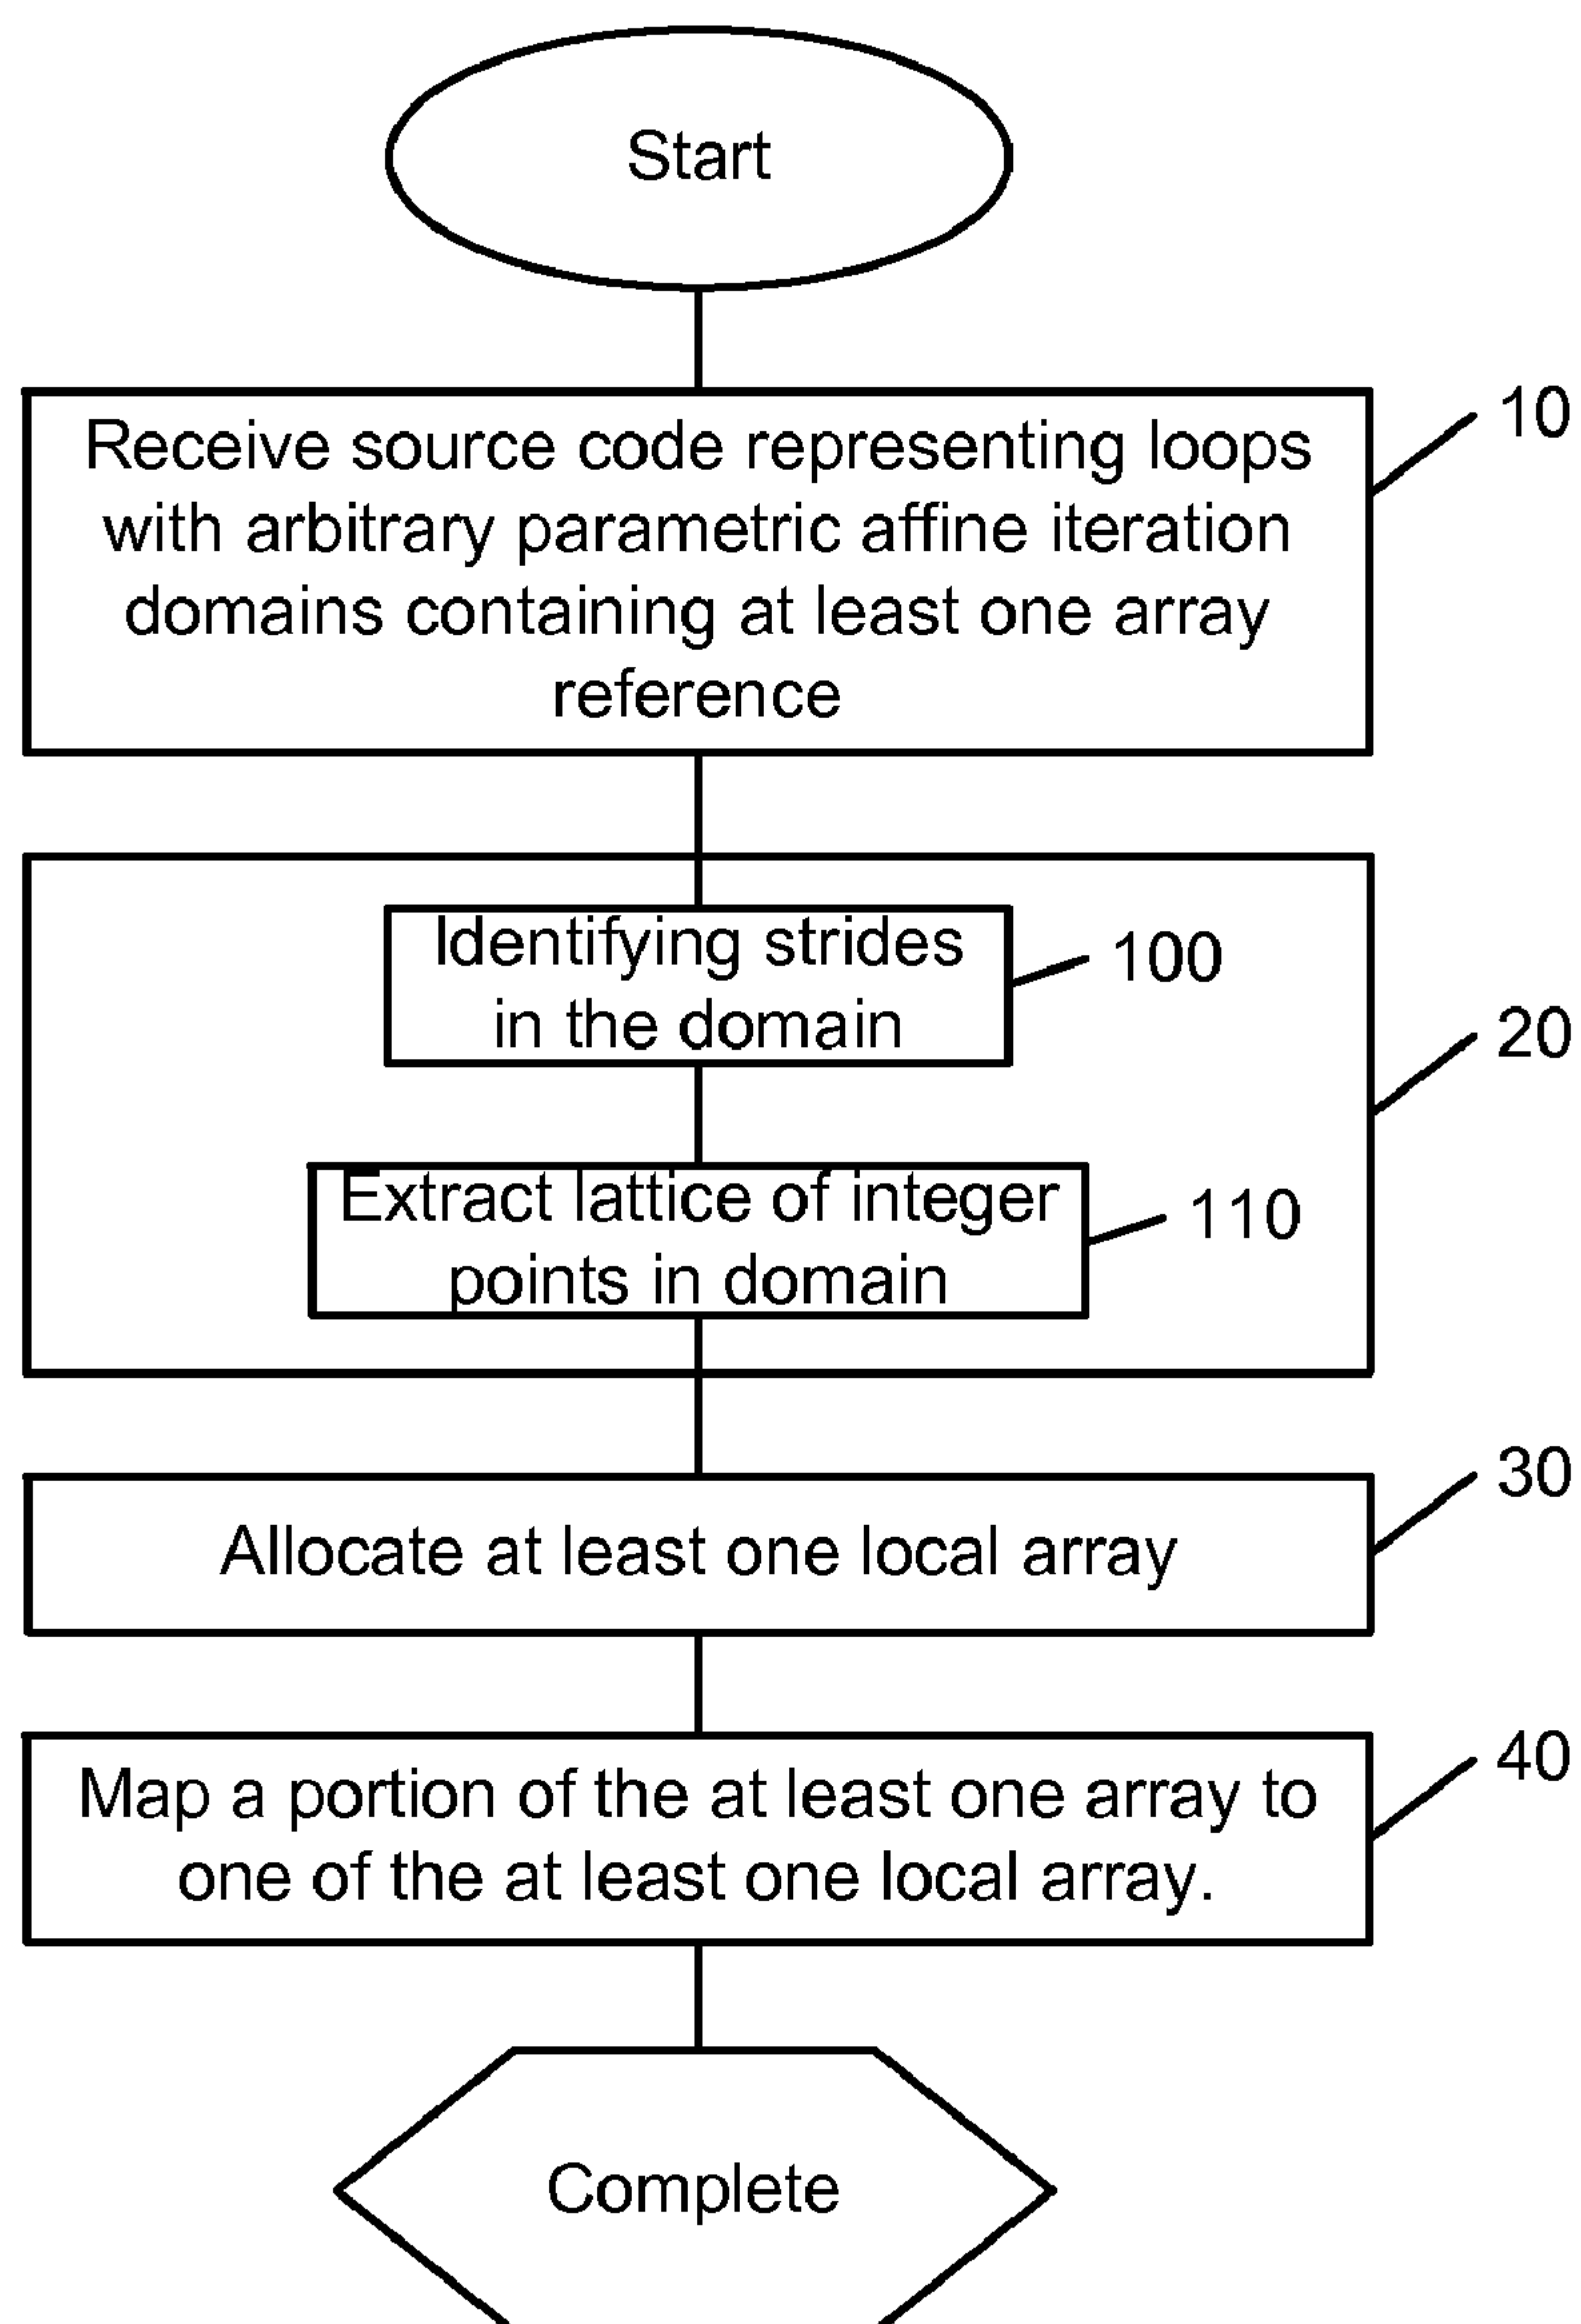 Start
10
Receive source code representing loops
with arbitrary parametric affine iteration
domains containing at least one array
reference
Identifying strides
in the domain
100
20
Extract lattice of integer
points in domain
110
30
Allocate at least one local array
40
Map a portion of the at least one array to
one of the at least one local array.
Complete